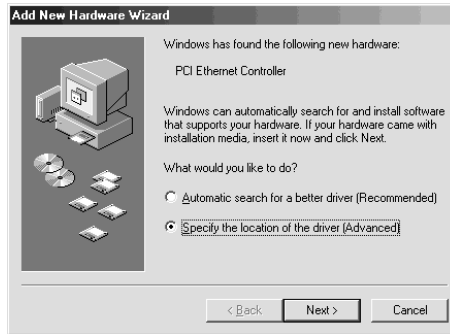 Add New Hardware Wizard
Windows has found the following new hardware:
PCI Ethernet Controller
Windows can automatically search for and install software
that supports your hardware. If your hardware came with
installation media, insert it now and click Next.
What would you like to do?
Automatic search for a better driver (Recommended)
Specify the location of the driver (Advanced)
< Back
Next >
Cancel